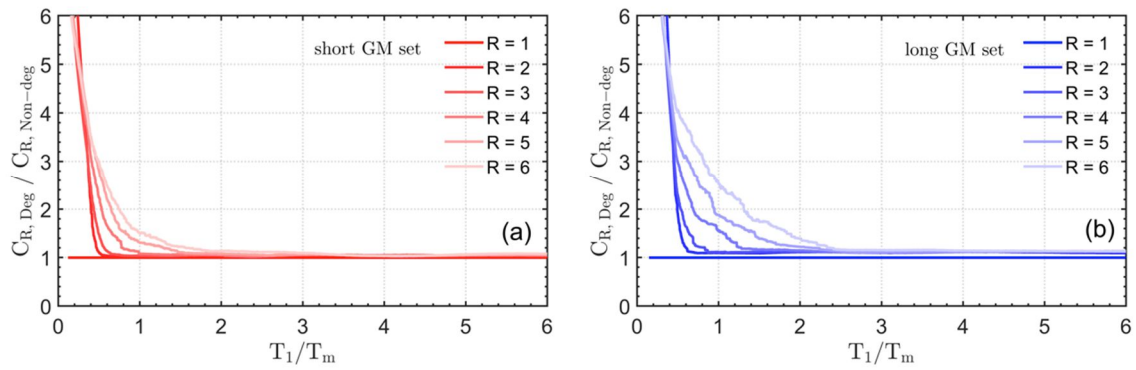 6
5
4
3
2
1
0
C_R, Deg / C_R, Non−deg
short GM set
R = 1
R = 2
R = 3
R = 4
R = 5
R = 6
(a)
0 1 2 3 4 5 6
T_1/T_m
6
5
4
3
2
1
0
C_R, Deg / C_R, Non−deg
long GM set
R = 1
R = 2
R = 3
R = 4
R = 5
R = 6
(b)
0 1 2 3 4 5 6
T_1/T_m